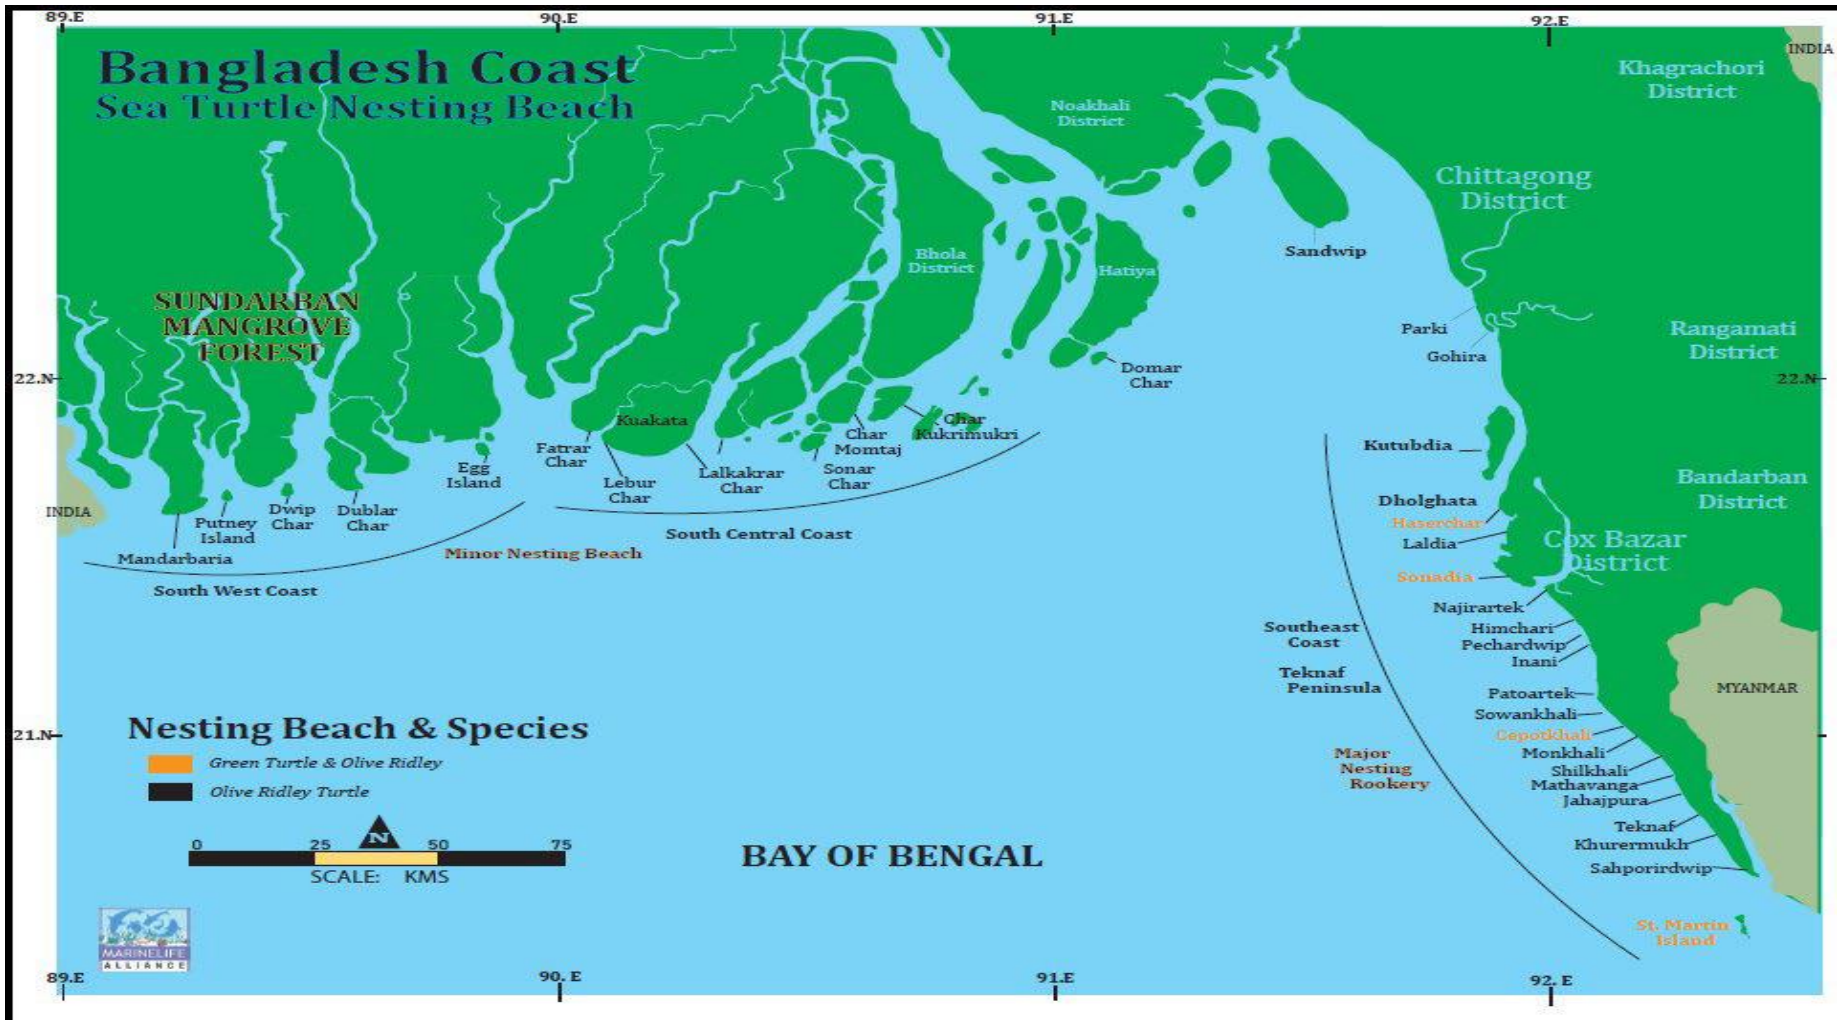 89.E
90.E
91.E
92.E
Bangladesh Coast
Sea Turtle Nesting Beach
INDIA
Khagrachori
District
Noakhali
District
Chittagong
District
Sandwip
Bhola
District
Hatiya
SUNDARBAN
MANGROVE
FOREST
Parki
Gohira
Rangamati
District
22.N
22.N
Domar
Char
Kuakata
Char
Kukrimukri
Char
Momtaj
Fatrar
Char
Egg
Island
Lebur
Char
Lalkakrar
Char
Sonar
Char
Kutubdia
Bandarban
District
INDIA
Putney
Island
Dwip
Char
Dublar
Char
Mandarbaria
South Central Coast
Minor Nesting Beach
South West Coast
Dholghata
Haserchar
Laldia
Cox Bazar
District
Sonadia
Najirartek
Himchari
Pechardwip
Inani
Southeast
Coast
Teknaf
Peninsula
Patoartek
Sowankhali
Cepotkhali
Monkhali
Shilkhali
Mathavanga
Jahajpura
Teknaf
Khurermukh
Sahporirdwip
MYANMAR
Major
Nesting
Rookery
21.N
Nesting Beach & Species
Green Turtle & Olive Ridley
Olive Ridley Turtle
N
0 25 50 75
SCALE: KMS
BAY OF BENGAL
St. Martin
Island
MARINELIFE
ALLIANCE
89.E
90. E
91.E
92. E